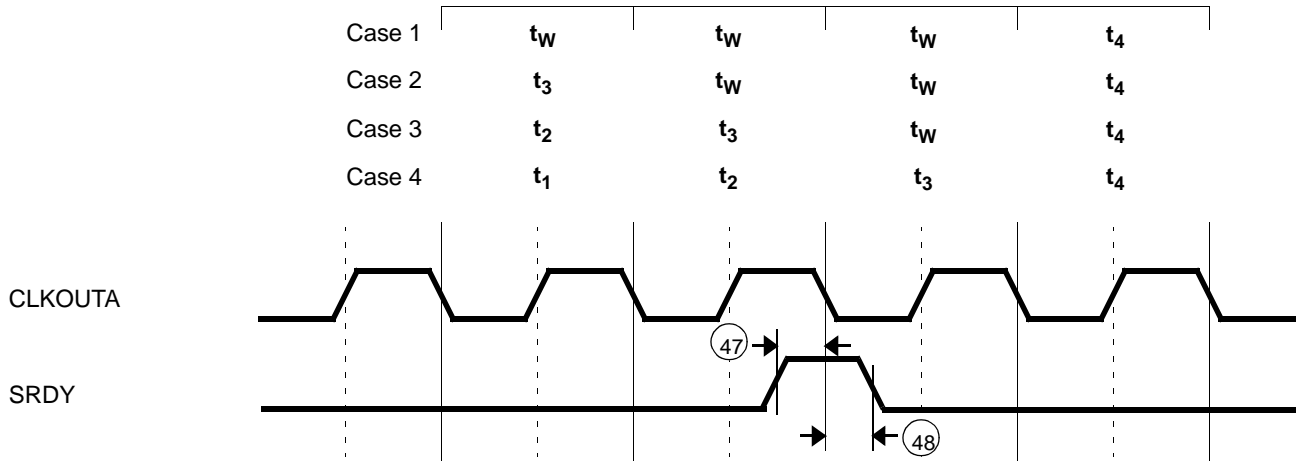 Case 1 tW tW tW t4
Case 2 t3 tW tW t4
Case 3 t2 t3 tW t4
Case 4 t1 t2 t3 t4
CLKOUTA
47
SRDY
48